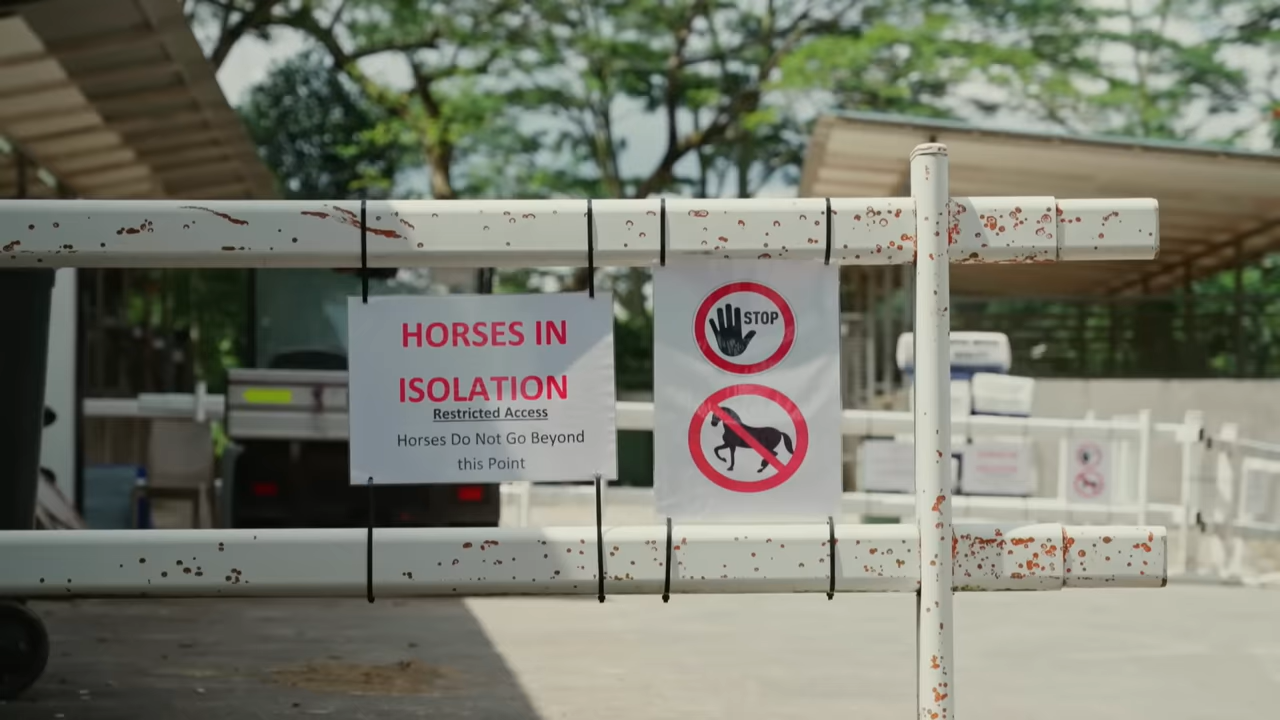 HORSES IN
ISOLATION
Restricted Access
Horses Do Not Go Beyond
this Point
STOP